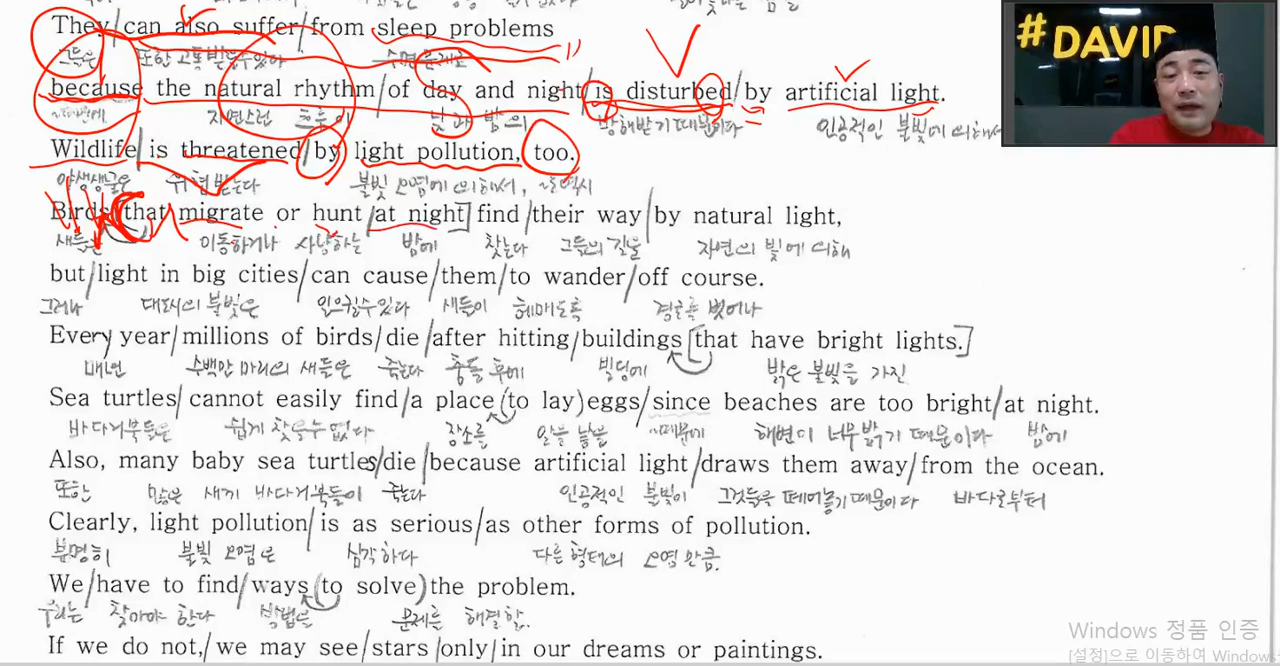 They/can also suffer/from sleep problems
그들은 또한 고통 받을수있다 수면 문제로
because the natural rhythm/of day and night/is disturbed/by artificial light.
자연스런 흐름이 낮과 밤의 방해받기 때문이다 인공적인 불빛에 의해서
Wildlife/is threatened/by light pollution, too.
야생생물은 위협받는다 불빛 오염에 의해서, ~도 역시
Birds that migrate or hunt/at night] find/their way/by natural light,
새들은 이동하거나 사냥하는 밤에 찾는다 그들의 길을 자연의 빛에 의해
but/light in big cities/can cause/them/to wander/off course.
그러나 대도시의 불빛은 일으킬수있다 새들이 헤매도록 경로를 벗어나
Every year/millions of birds/die/after hitting/buildings[that have bright lights.]
매년 수백만 마리의 새들은 죽는다 충돌 후에 빌딩에 밝은 불빛을 가진
Sea turtles/cannot easily find/a place(to lay)eggs/since beaches are too bright/at night.
바다거북들은 쉽게 찾을수 없다 장소를 알을 낳을 ~때문에 해변이 너무 밝기 때문이다 밤에
Also, many baby sea turtles/die/because artificial light/draws them away/from the ocean.
또한 많은 새끼 바다거북들이 죽는다 인공적인 불빛이 그것들을 떼어놓기때문이다 바다로부터
Clearly, light pollution/is as serious/as other forms of pollution.
분명히 불빛 오염은 심각하다 다른 형태의 오염 만큼.
We/have to find/ways(to solve)the problem.
우리는 찾아야 한다 방법을 문제를 해결할.
If we do not,/we may see/stars/only/in our dreams or paintings.
#DAVID
Windows 정품 인증
[설정]으로 이동하여 Windows